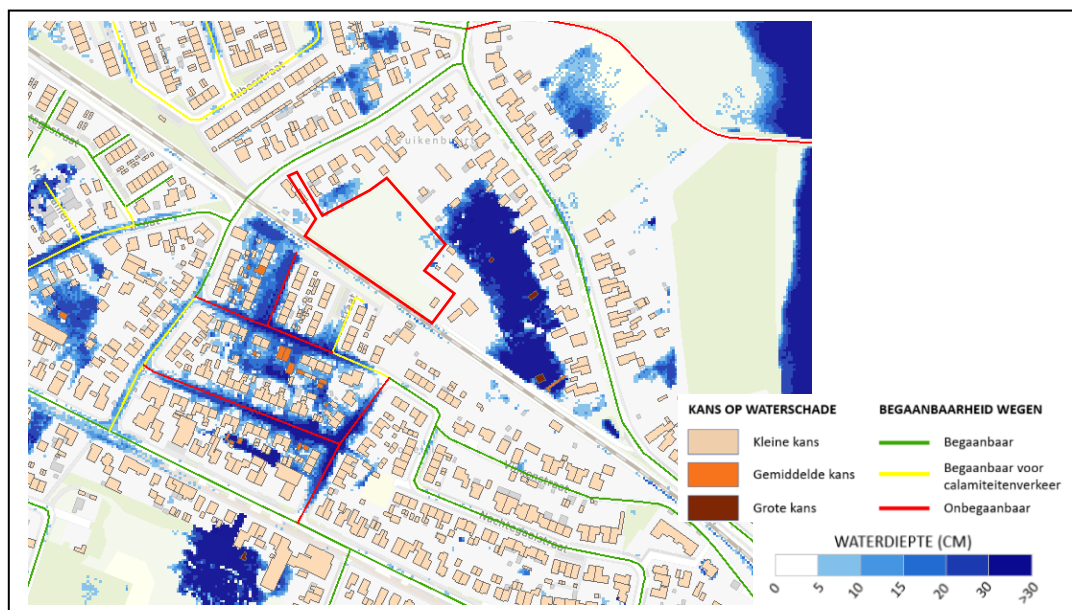 Nachtegaalstraat
KANS OP WATERSCHADE
Kleine kans
Gemiddelde kans
Grote kans
BEGAANBAARHEID WEGEN
Begaanbaar
Begaanbaar voor
calamiteitenverkeer
Onbegaanbaar
WATERDIEPTE (CM)
0 5 10 15 20 30 >30